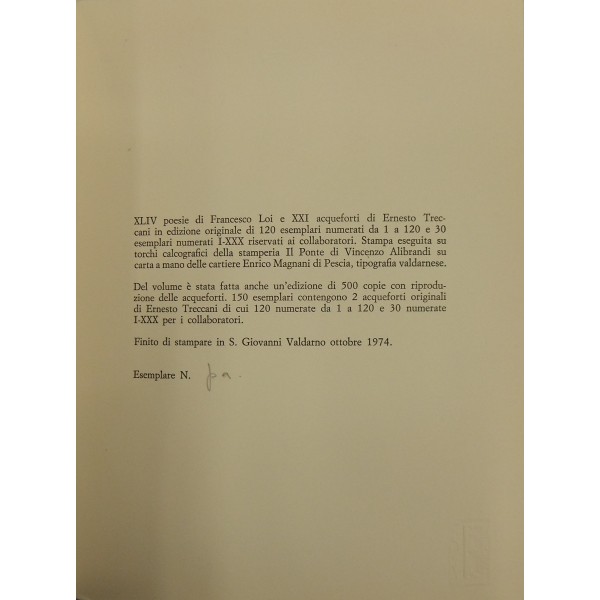 XLIV poesie di Francesco Loi e XXI acqueforti di Ernesto Trec-
cani in edizione originale di 120 esemplari numerati da 1 a 120 e 30
esemplari numerati I-XXX riservati ai collaboratori. Stampa eseguita su
torchi calcografici della stamperia Il Ponte di Vincenzo Alibrandi su
carta a mano delle cartiere Enrico Magnani di Pescia, tipografia valdarnese.
Del volume è stata fatta anche un'edizione di 500 copie con riprodu-
zione delle acqueforti. 150 esemplari contengono 2 acqueforti originali
di Ernesto Treccani di cui 120 numerate da 1 a 120 e 30 numerate
I-XXX per i collaboratori.
Finito di stampare in S. Giovanni Valdarno ottobre 1974.
Esemplare N. pa.